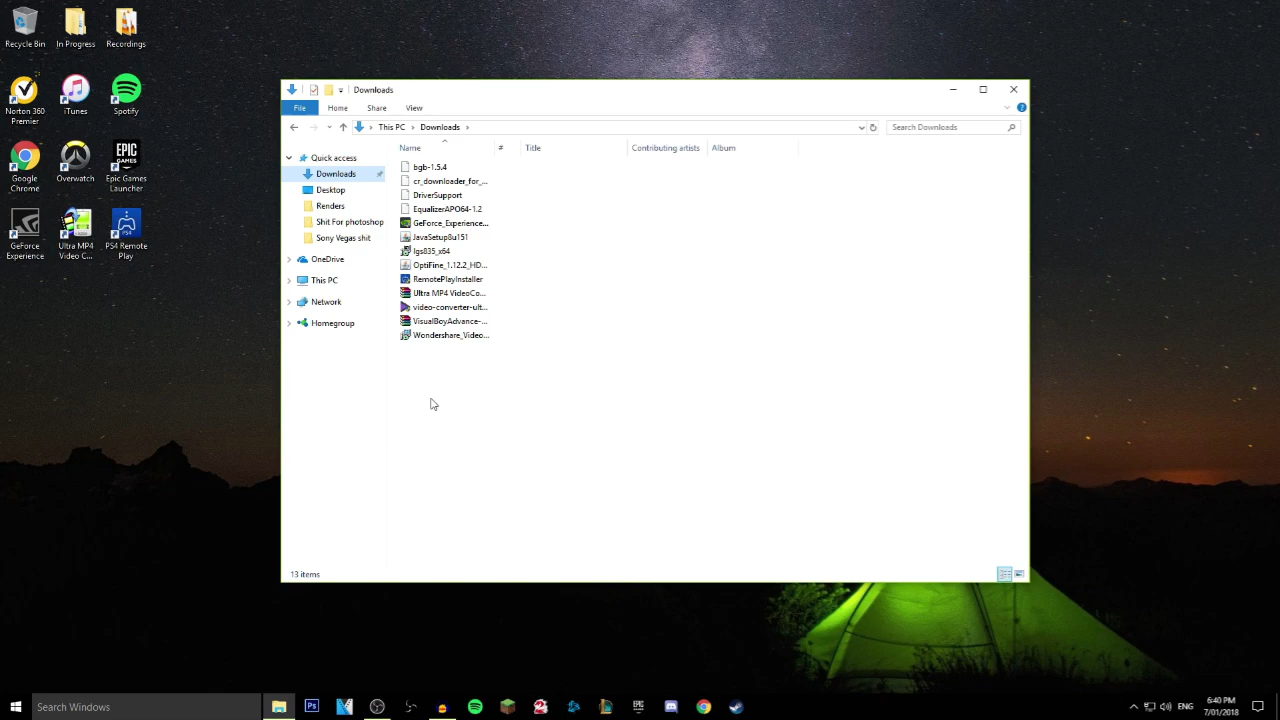 Recycle Bin
In Progress
Recordings
Norton 360 Premier
iTunes
Spotify
Google Chrome
Overwatch
EPIC GAMES
Epic Games Launcher
GeForce Experience
Ultra MP4 Video C...
PS4 Remote Play
Downloads
File
Home
Share
View
This PC
Downloads
Search Downloads
Quick access
Downloads
Desktop
Renders
Shit For photoshop
Sony Vegas shit
OneDrive
This PC
Network
Homegroup
Name
#
Title
Contributing artists
Album
bgb-1.5.4
cr_downloader_for_...
DriverSupport
EqualizerAPO64-1.2
GeForce_Experience...
JavaSetup8u151
lgs835_x64
OptiFine_1.12.2_HD...
RemotePlayInstaller
Ultra MP4 VideoCo...
video-converter-ult...
VisualBoyAdvance-...
Wondershare_Video...
13 items
Search Windows
Ps
EPIC
ENG
6:40 PM
7/01/2018